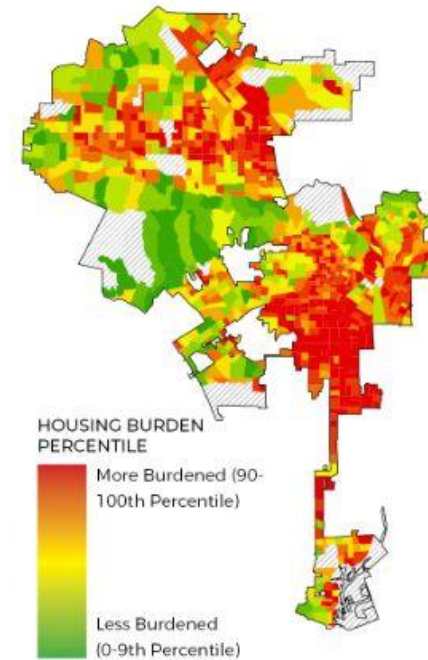 HOUSING BURDEN
PERCENTILE
More Burdened (90-
100th Percentile)
Less Burdened
(0-9th Percentile)